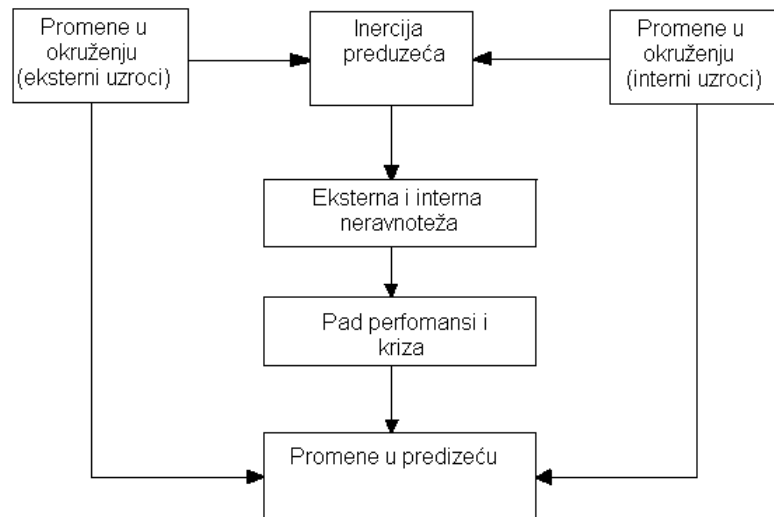 Promene u
okruženju
(eksterni uzroci)
Inercija
preduzeća
Promene u
okruženju
(interni uzroci)
Eksterna i interna
neravnoteža
Pad perfomansi i
kriza
Promene u predizeću